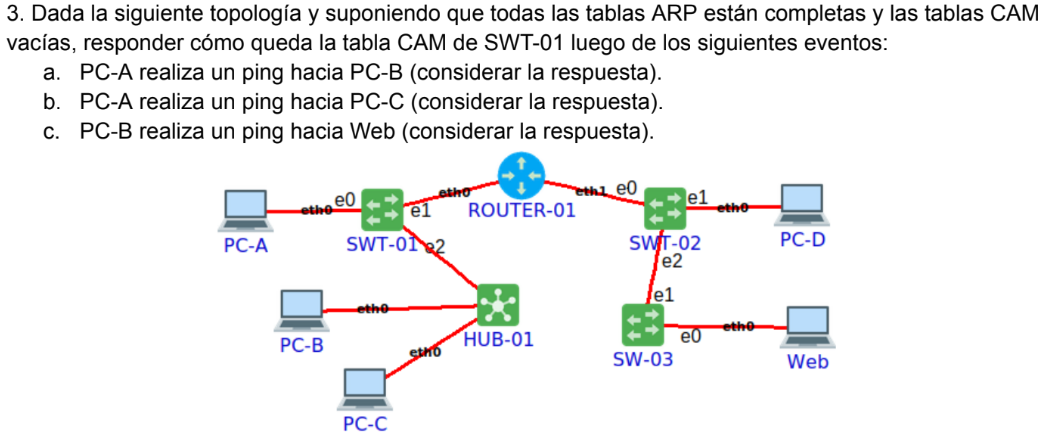 3. Dada la siguiente topología y suponiendo que todas las tablas ARP están completas y las tablas CAM
vacías, responder cómo queda la tabla CAM de SWT-01 luego de los siguientes eventos:
a. PC-A realiza un ping hacia PC-B (considerar la respuesta).
b. PC-A realiza un ping hacia PC-C (considerar la respuesta).
c. PC-B realiza un ping hacia Web (considerar la respuesta).
eth0 e0 e1 eth0 eth1 e0 e1 eth0
ROUTER-01
PC-A SWT-01 e2 SWT-02 PC-D
e2
e1
eth0
PC-B HUB-01 e0 eth0
eth0 SW-03 Web
PC-C